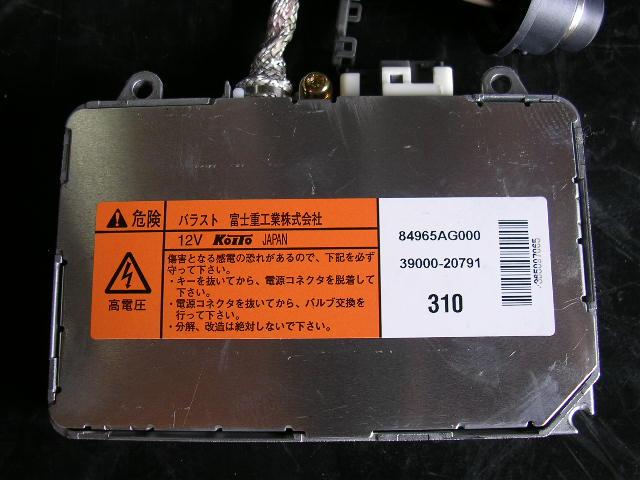 危険
バラスト 富士重工業株式会社
12V KOITO JAPAN
高電圧
傷害となる感電の恐れがあるので、下記を必ず
守って下さい。
・キーを抜いてから、電源コネクタを脱着して
下さい。
・電源コネクタを抜いてから、バルブ交換を
行って下さい。
・分解、改造は絶対しないで下さい。
84965AG000
39000-20791
310